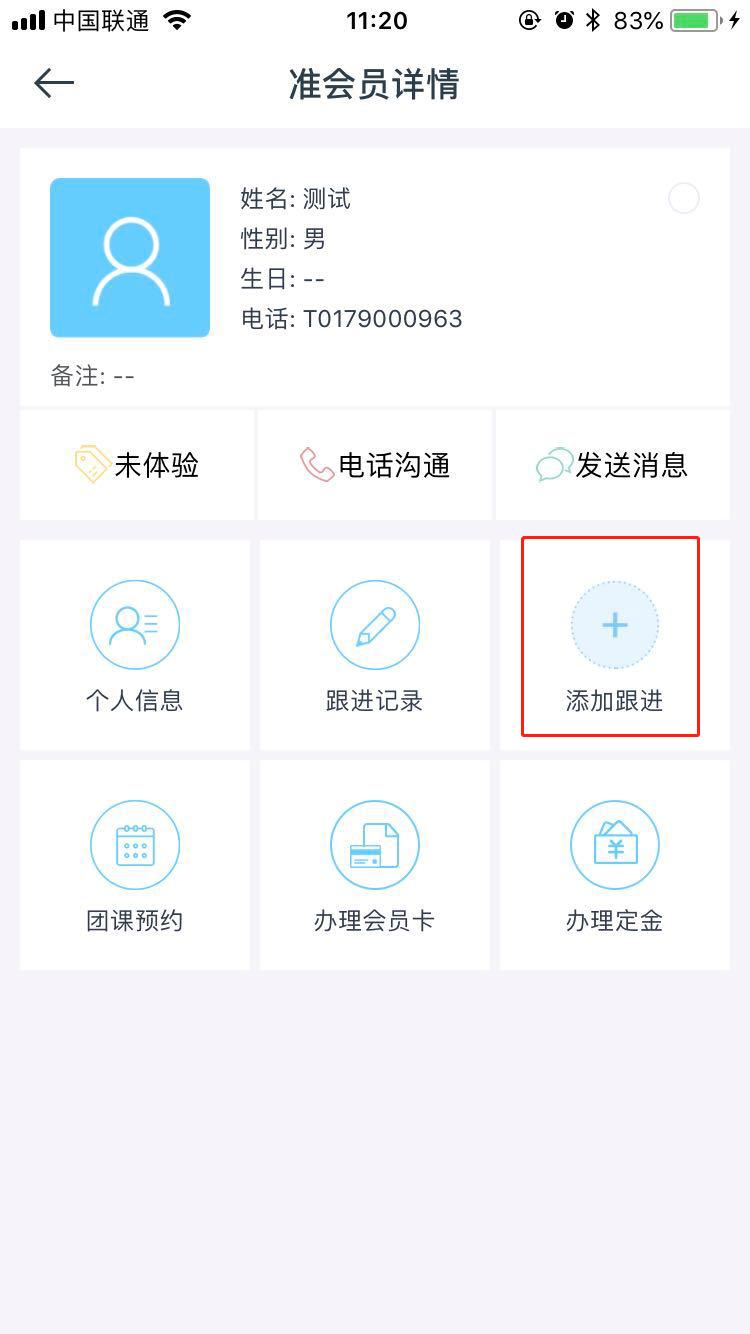 中国联通 11:20 83%
准会员详情
姓名: 测试
性别: 男
生日: --
电话: T0179000963
备注: --
未体验 电话沟通 发送消息
个人信息 跟进记录 添加跟进
团课预约 办理会员卡 办理定金